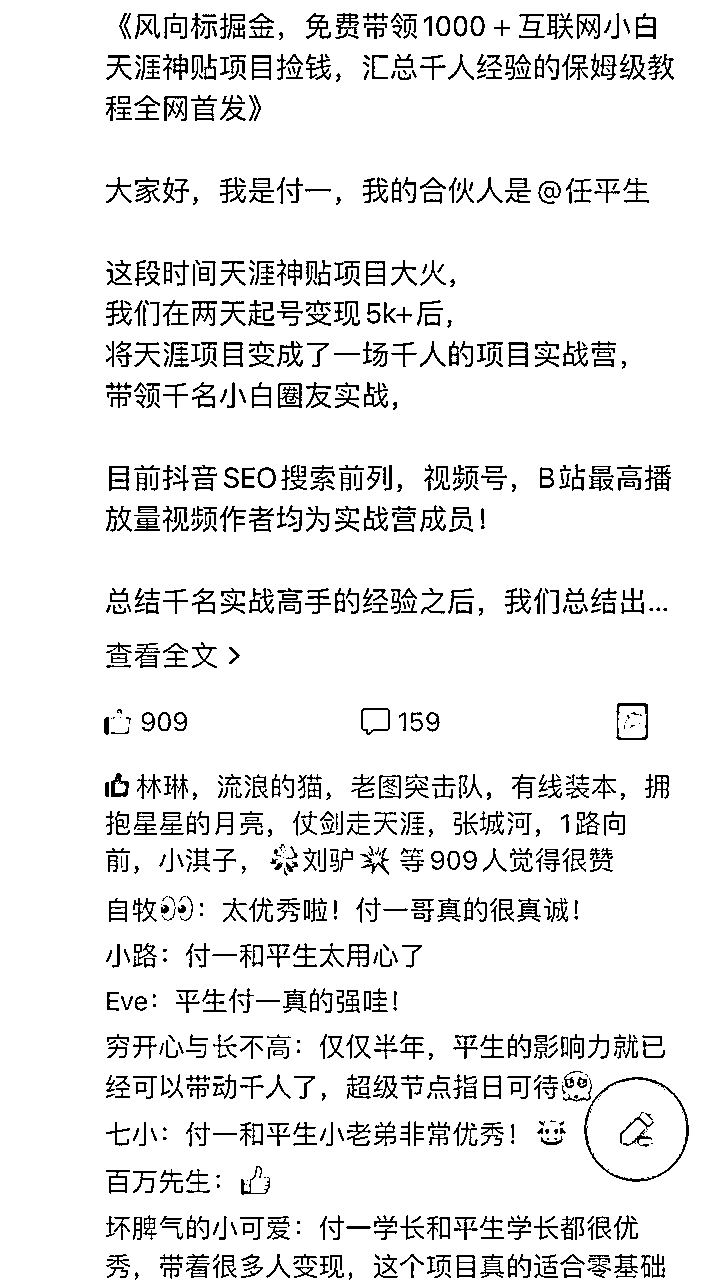 《风向标掘金，免费带领1000＋互联网小白
天涯神贴项目捡钱，汇总千人经验的保姆级教
程全网首发》
大家好，我是付一，我的合伙人是@任平生
这段时间天涯神贴项目大火，
我们在两天起号变现5k+后，
将天涯项目变成了一场千人的项目实战营，
带领千名小白圈友实战，
目前抖音SEO搜索前列，视频号，B站最高播
放量视频作者均为实战营成员！
总结千名实战高手的经验之后，我们总结出...
查看全文 >
909
159
林琳，流浪的猫，老图突击队，有线装本，拥
抱星星的月亮，仗剑走天涯，张城河，1路向
前，小淇子，刘驴 等909人觉得很赞
自牧👀：太优秀啦！付一哥真的很真诚！
小路：付一和平生太用心了
Eve：平生付一真的强哇！
穷开心与长不高：仅仅半年，平生的影响力就已
经可以带动千人了，超级节点指日可待
七小：付一和平生小老弟非常优秀！
百万先生：👍
坏脾气的小可爱：付一学长和平生学长都很优
秀，带着很多人变现，这个项目真的适合零基础